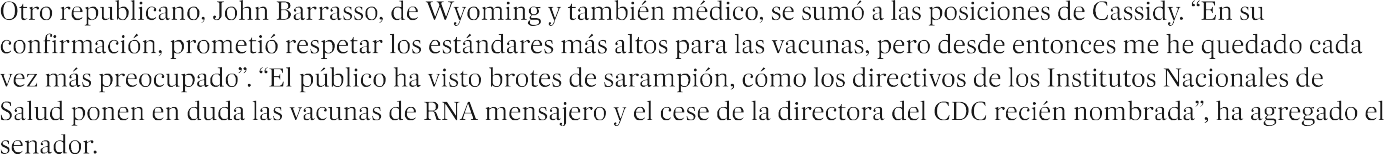 Otro republicano, John Barrasso, de Wyoming y también médico, se sumó a las posiciones de Cassidy. “En su
confirmación, prometió respetar los estándares más altos para las vacunas, pero desde entonces me he quedado cada
vez más preocupado”. “El público ha visto brotes de sarampión, cómo los directivos de los Institutos Nacionales de
Salud ponen en duda las vacunas de RNA mensajero y el cese de la directora del CDC recién nombrada”, ha agregado el
senador.